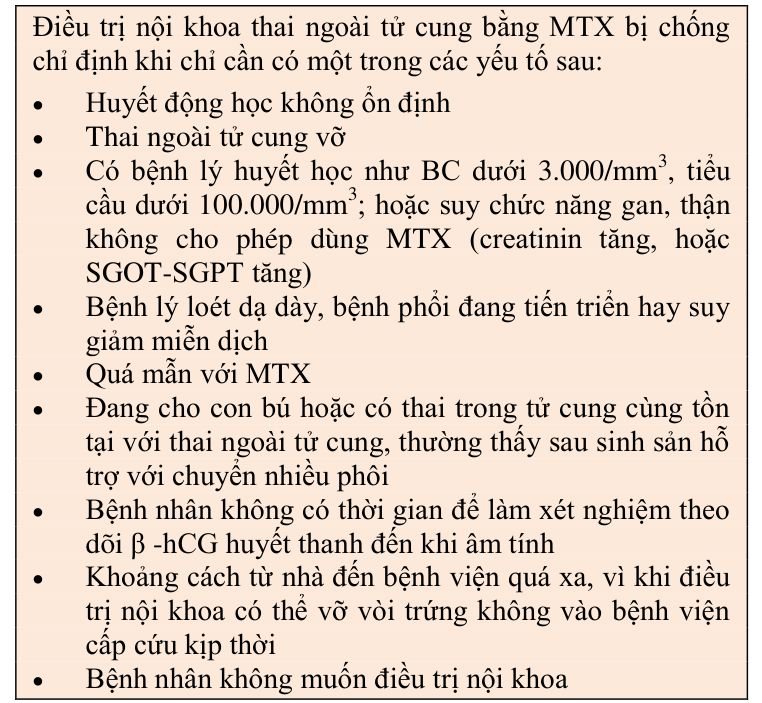 Điều trị nội khoa thai ngoài tử cung bằng MTX bị chống
chỉ định khi chỉ cần có một trong các yếu tố sau:
• Huyết động học không ổn định
• Thai ngoài tử cung vỡ
• Có bệnh lý huyết học như BC dưới 3.000/mm³, tiểu
cầu dưới 100.000/mm³; hoặc suy chức năng gan, thận
không cho phép dùng MTX (creatinin tăng, hoặc
SGOT-SGPT tăng)
• Bệnh lý loét dạ dày, bệnh phổi đang tiến triển hay suy
giảm miễn dịch
• Quá mẫn với MTX
• Đang cho con bú hoặc có thai trong tử cung cùng tồn
tại với thai ngoài tử cung, thường thấy sau sinh sản hỗ
trợ với chuyển nhiều phôi
• Bệnh nhân không có thời gian để làm xét nghiệm theo
dõi β -hCG huyết thanh đến khi âm tính
• Khoảng cách từ nhà đến bệnh viện quá xa, vì khi điều
trị nội khoa có thể vỡ vòi trứng không vào bệnh viện
cấp cứu kịp thời
• Bệnh nhân không muốn điều trị nội khoa